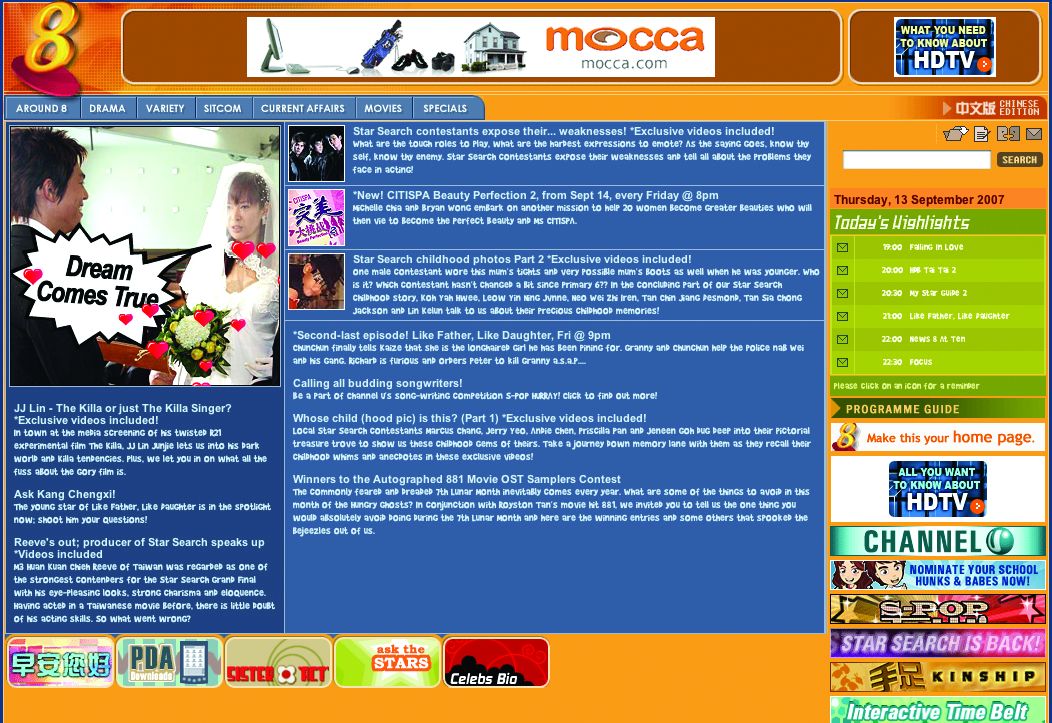 8
mocca
mocca.com
WHAT YOU NEED
TO KNOW ABOUT
HDTV
AROUND 8
DRAMA
VARIETY
SITCOM
CURRENT AFFAIRS
MOVIES
SPECIALS
中文版 CHINESE EDITION
SEARCH
Dream
Comes True
JJ Lin - The Killa or just The Killa Singer?
*Exclusive videos included!
In town at the media screening of his twisted R21
experimental film The Killa, JJ Lin Junjie lets us into his dark
world and killa tendencies. Plus, we let you in on what all the
fuss about the gory film is.
Ask Kang Chengxi!
The young star of Like Father, Like Daughter is in the spotlight
now; shoot him your questions!
Reeve's out; producer of Star Search speaks up
*Videos included
M3 Huan Kuan Chieh Reeve of Taiwan was regarded as one of
the strongest contenders for the Star Search Grand Final
with his eye-pleasing looks, strong charisma and eloquence.
Having acted in a Taiwanese movie before, there is little doubt
of his acting skills. So what went wrong?
Star Search contestants expose their... weaknesses! *Exclusive videos included!
What are the tough roles to play, what are the hardest expressions to emote? As the saying goes, know thy
self, know thy enemy. Star Search contestants expose their weaknesses and tell all about the problems they
face in acting!
CITISPA
完美
大挑战
Beauty Perfection 2
*New! CITISPA Beauty Perfection 2, from Sept 14, every Friday @ 8pm
Michelle Chia and Bryan Wong embark on another mission to help 20 women become greater beauties who will
then vie to become the Perfect Beauty and Ms CITISPA.
Star Search childhood photos Part 2 *Exclusive videos included!
One male contestant wore this mum's tights and very possible mum's boots as well when he was younger. Who
is it? Which contestant hasn't changed a bit since Primary 6?? In the concluding part of our Star Search
childhood story, Koh Yah Hwee, Leow Yin Ning Jynne, Neo Wei Zhi Iren, Tan Chin Jiang Desmond, Tan Sia Chong
Jackson and Lin Keijun talk to us about their precious childhood memories!
*Second-last episode! Like Father, Like Daughter, Fri @ 9pm
Chunchun finally tells Kaize that she is the longhaired girl he has been pining for. Granny and Chunchun help the police nab Wei
and his gang. Richard is furious and orders Peter to kill Granny a.s.a.p....
Calling all budding songwriters!
Be a part of Channel U's song-writing competition S-POP HURRAY! Click to find out more!
Whose child (hood pic) is this? (Part 1) *Exclusive videos included!
Local Star Search contestants Marcus Chang, Jerry Yeo, Andie Chen, Priscilla Pan and Jeneen Goh dug deep into their pictorial
treasure trove to show us these childhood gems of theirs. Take a journey down memory lane with them as they recall their
childhood whims and anecdotes in these exclusive videos!
Winners to the Autographed 881 Movie OST Samplers Contest
The commonly feared and dreaded 7th Lunar Month inevitably comes every year. What are some of the things to avoid in this
month of the Hungry Ghosts? In conjunction with Royston Tan's movie hit 881, we invited you to tell us the one thing you
would absolutely avoid doing during the 7th Lunar Month and here are the winning entries and some others that spooked the
bejeezies out of us.
Thursday, 13 September 2007
Today's Highlights
19:00 Falling In Love
20:00 HDB Tai Tai 2
20:30 My Star Guide 2
21:00 Like Father, Like Daughter
22:00 News 8 At Ten
22:30 Focus
Please click on an icon for a reminder
PROGRAMME GUIDE
8 Make this your home page.
ALL YOU WANT
TO KNOW ABOUT
HDTV
CHANNEL U
NOMINATE YOUR SCHOOL
HUNKS & BABES NOW!
S-POP
STAR SEARCH IS BACK!
手足 KINSHIP
Interactive Time Belt
早安您好
PDA
Downloads
SISTER ACT
ask the
STARS
Celebs Bio